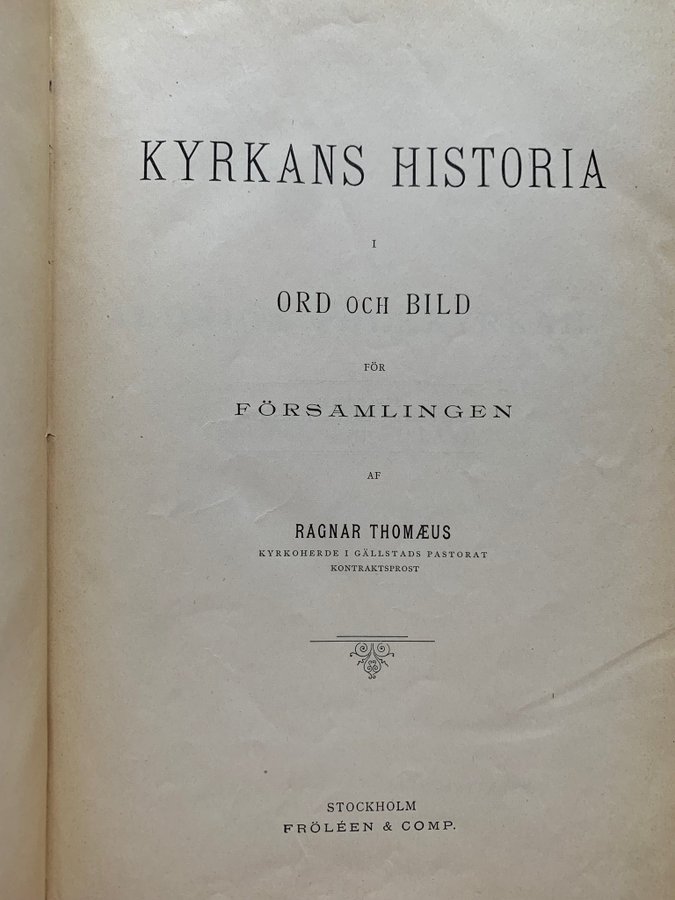 KYRKANS HISTORIA
I
ORD OCH BILD
FÖR
FÖRSAMLINGEN
AF
RAGNAR THOMÆUS
KYRKOHERDE I GÄLLSTADS PASTORAT
KONTRAKTSPROST
STOCKHOLM
FRÖLÉEN & COMP.